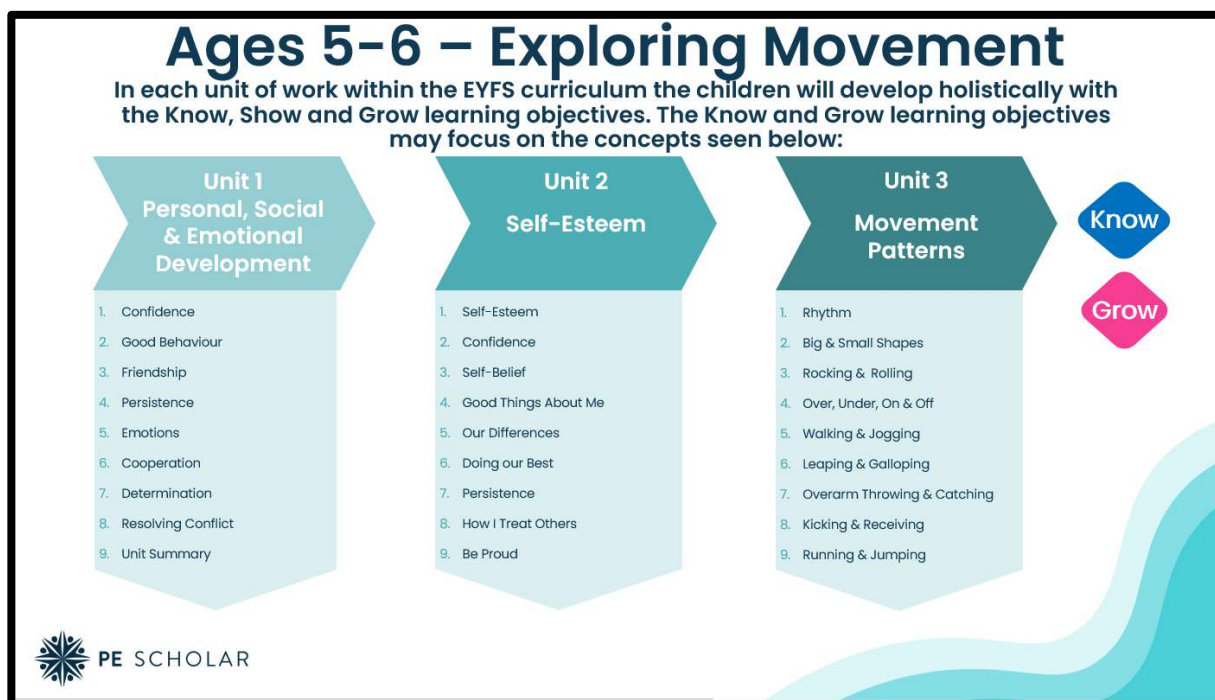 Ages 5-6 – Exploring Movement
In each unit of work within the EYFS curriculum the children will develop holistically with
the Know, Show and Grow learning objectives. The Know and Grow learning objectives
may focus on the concepts seen below:
Unit 1
Personal, Social
& Emotional
Development
1. Confidence
2. Good Behaviour
3. Friendship
4. Persistence
5. Emotions
6. Cooperation
7. Determination
8. Resolving Conflict
9. Unit Summary
Unit 2
Self-Esteem
1. Self-Esteem
2. Confidence
3. Self-Belief
4. Good Things About Me
5. Our Differences
6. Doing our Best
7. Persistence
8. How I Treat Others
9. Be Proud
Unit 3
Movement
Patterns
1. Rhythm
2. Big & Small Shapes
3. Rocking & Rolling
4. Over, Under, On & Off
5. Walking & Jogging
6. Leaping & Galloping
7. Overarm Throwing & Catching
8. Kicking & Receiving
9. Running & Jumping
Know
Grow
PE SCHOLAR